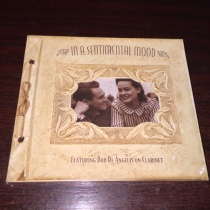 IN A SENTIMENTAL MOOD
FEATURING BOB DE ANGELIS ON CLARINET